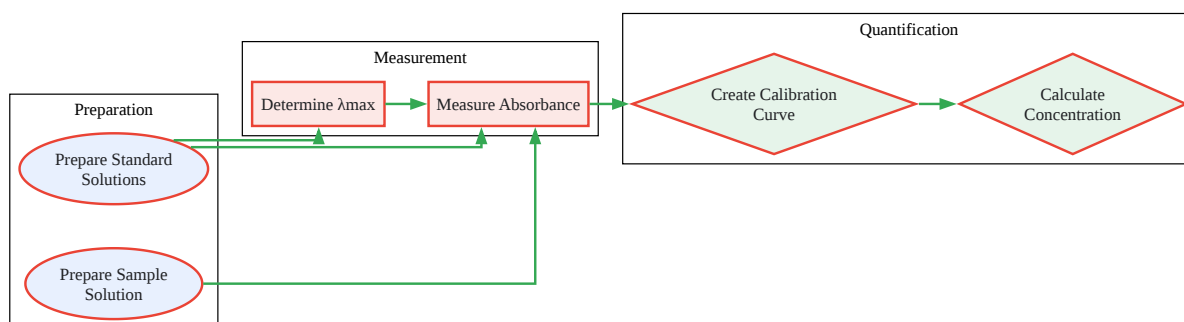 Preparation
Prepare Standard
Solutions
Prepare Sample
Solution
Measurement
Determine λmax
Measure Absorbance
Quantification
Create Calibration
Curve
Calculate
Concentration